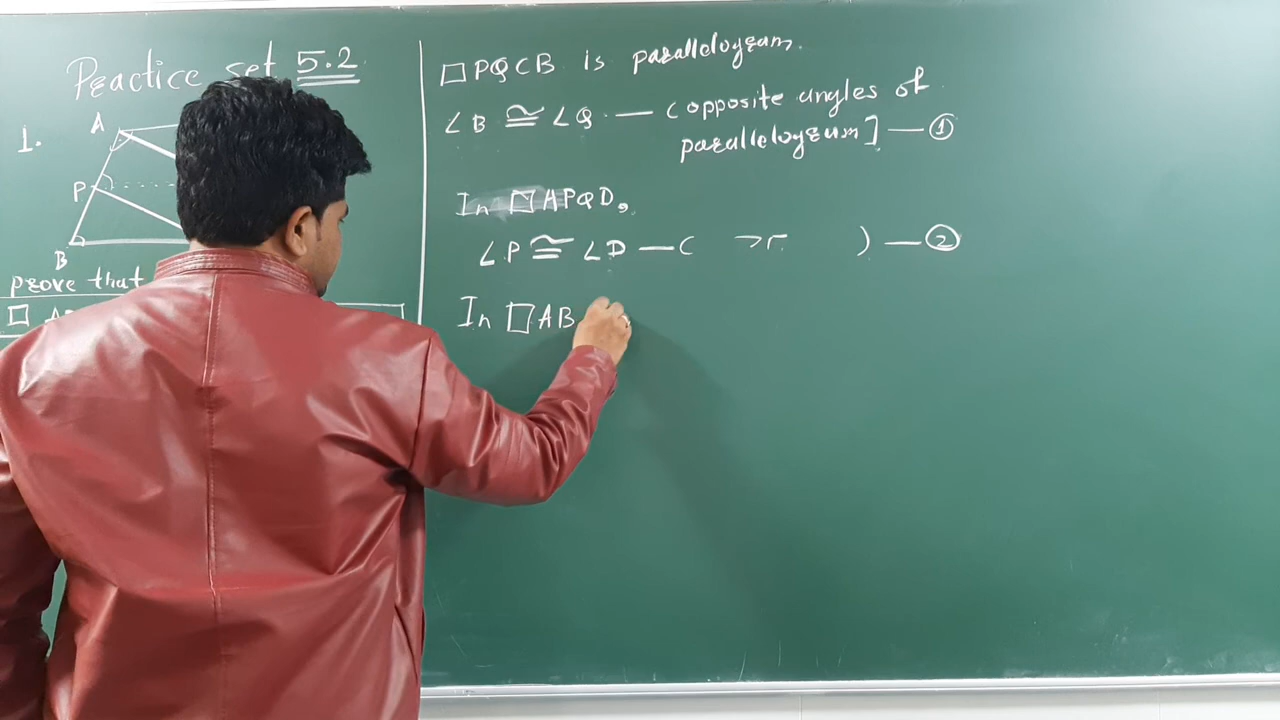 Practice set 5.2
1.
A
P
B
prove that
□
□PQCB is parallelogram.
∠B ≅ ∠Q — (opposite angles of
parallelogram] — ①
In □APQD,
∠P ≅ ∠D — ( ) — ②
In □AB